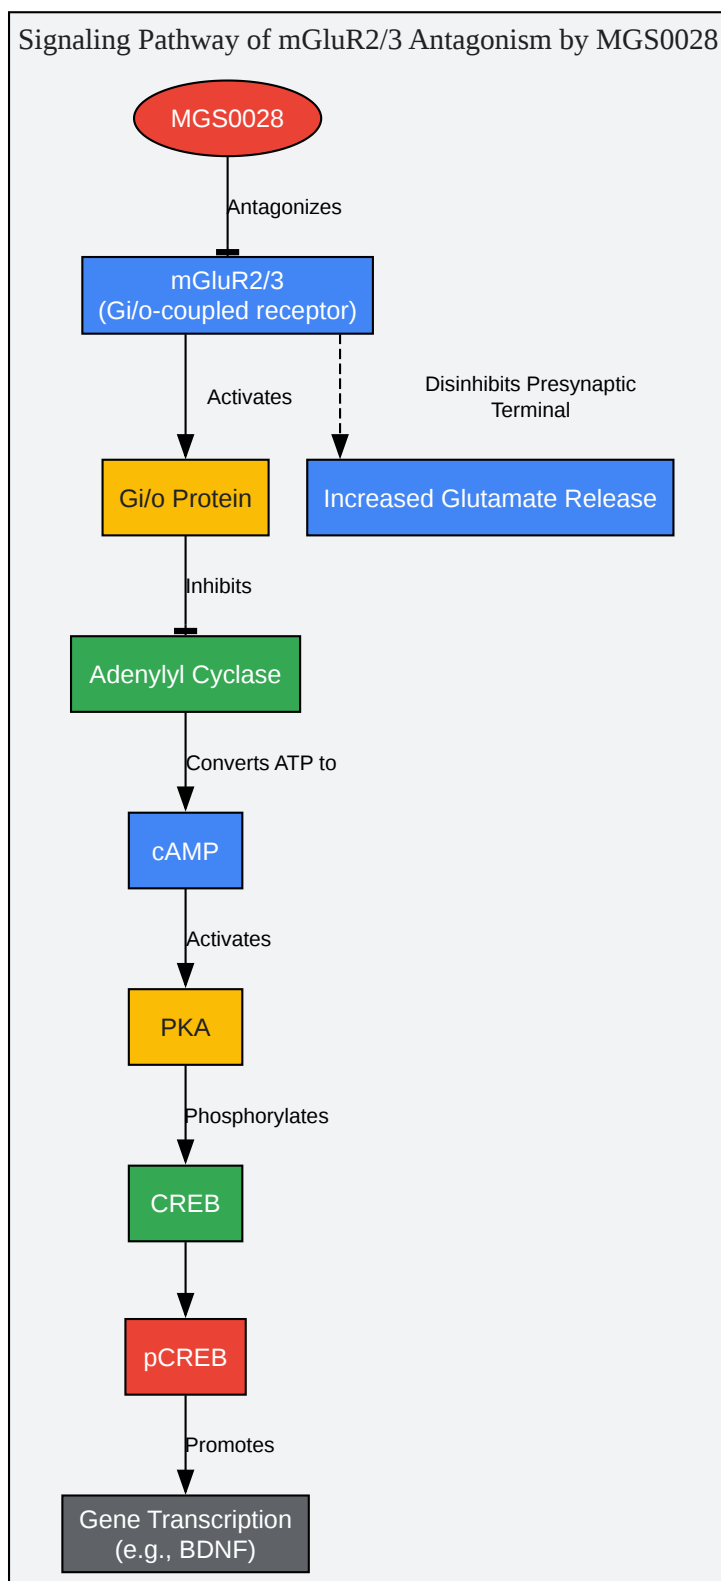 Signaling Pathway of mGluR2/3 Antagonism by MGS0028
MGS0028
Antagonizes
mGluR2/3
(Gi/o-coupled receptor)
Activates
Disinhibits Presynaptic
Terminal
Gi/o Protein
Increased Glutamate Release
Inhibits
Adenylyl Cyclase
Converts ATP to
cAMP
Activates
PKA
Phosphorylates
CREB
pCREB
Promotes
Gene Transcription
(e.g., BDNF)